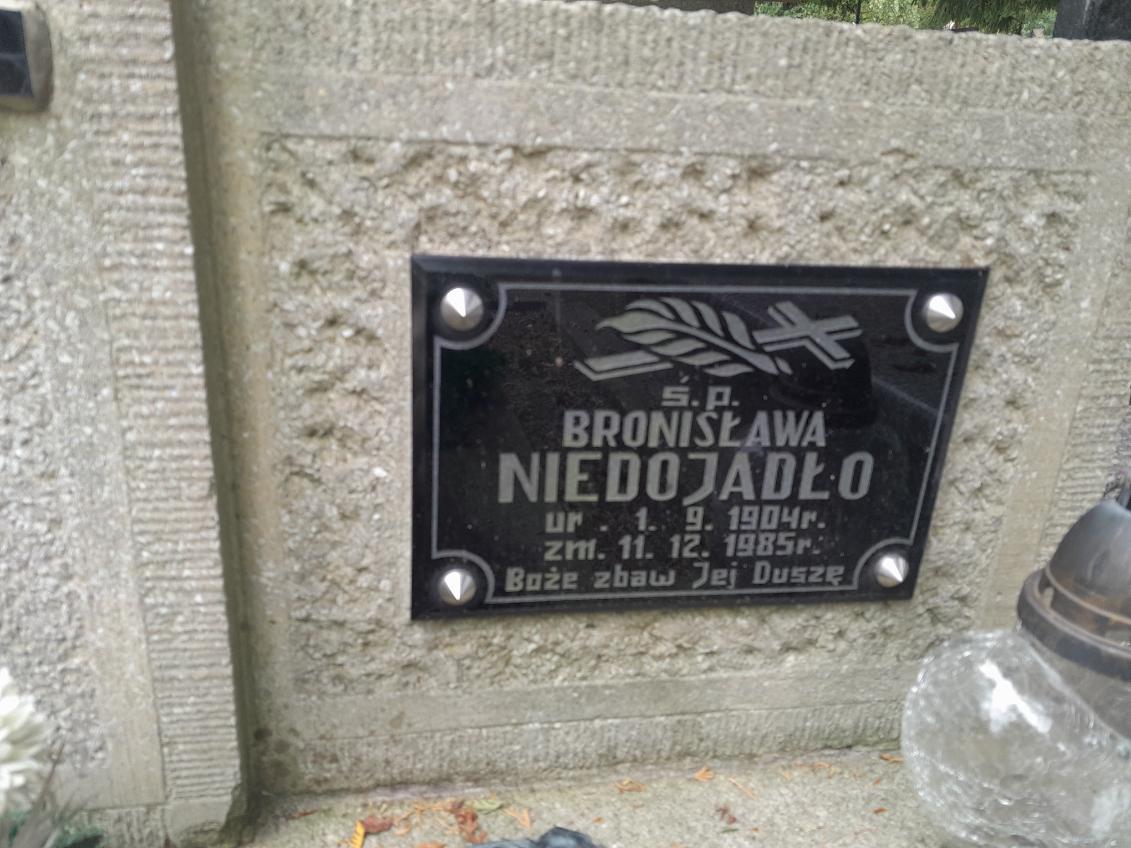 ś.p.
BRONISŁAWA
NIEDOJADŁO
ur. 1. 9. 1904r.
zm. 11. 12. 1985r.
Boże zbaw Jej Duszę